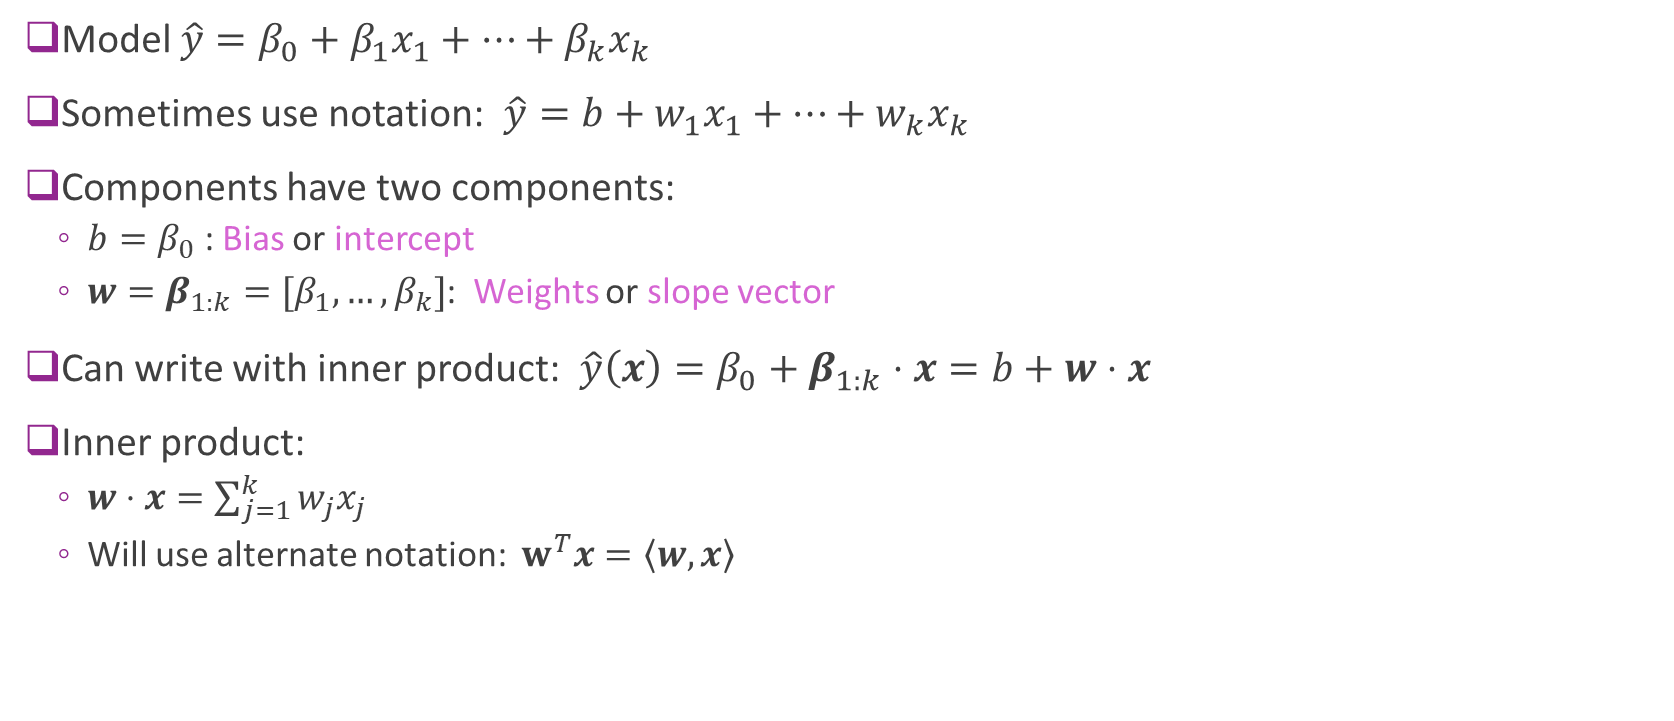 ❑Model ŷ = β₀ + β₁x₁ + ⋯ + βₖxₖ
❑Sometimes use notation: ŷ = b + w₁x₁ + ⋯ + wₖxₖ
❑Components have two components:
◦ b = β₀ : Bias or intercept
◦ w = β₁:ₖ = [β₁, … , βₖ]: Weights or slope vector
❑Can write with inner product: ŷ(x) = β₀ + β₁:ₖ · x = b + w · x
❑Inner product:
◦ w · x = ∑ⱼ₌₁ᵏ wⱼxⱼ
◦ Will use alternate notation: wᵀx = ⟨w, x⟩